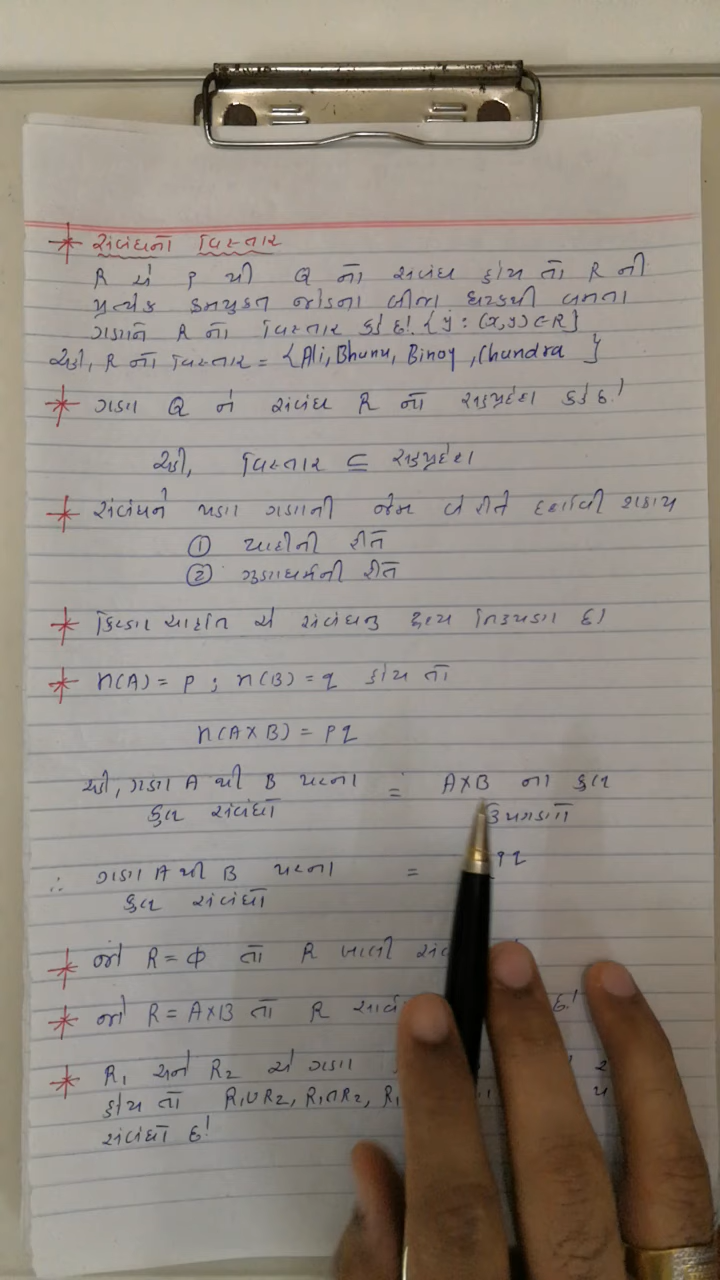 સંબંધનો વિસ્તાર
R એ P થી Q નો સંબંધ હોય તો R ની
પ્રત્યેક ક્રમયુક્ત જોડના બીજા ઘટકથી બનતા
ગણને R નો વિસ્તાર કહે છે. {y : (x,y) ∈ R}
અહીં, R નો વિસ્તાર = {Ali, Bhanu, Binoy, Chandra}
ગણ Q ને સંબંધ R નો સહપ્રદેશ કહે છે.
અહીં, વિસ્તાર ⊆ સહપ્રદેશ
સંબંધને પણ ગણની જેમ બે રીતે દર્શાવી શકાય
① યાદીની રીત
② ગુણધર્મની રીત
કિરણ આકૃતિ એ સંબંધનુ દ્રશ્ય નિરૂપણ છે.
n(A) = p ; n(B) = q હોય તો
n(A×B) = pq
અહીં, ગણ A થી B પરના = A×B ના કુલ
કુલ સંબંધો ઉપગણો
∴ ગણ A થી B પરના = pq
કુલ સંબંધો
જો R = ϕ તો R ખાલી
જો R = A×B તો R છે.
R₁ અને R₂ એ ગણ
હોય તો R₁∪R₂, R₁∩R₂,
સંબંધો છે.